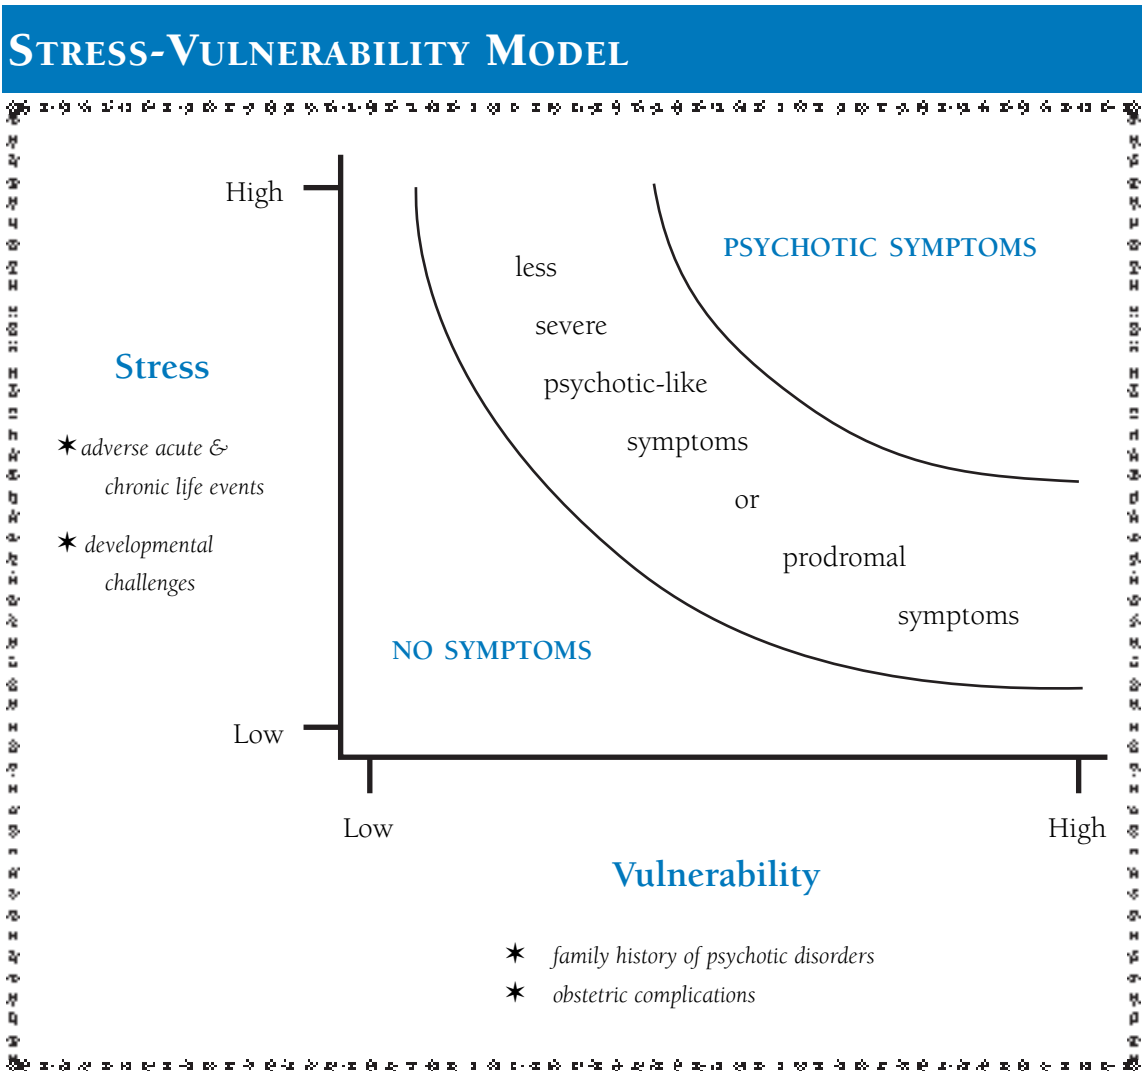 STRESS-VULNERABILITY MODEL
High
PSYCHOTIC SYMPTOMS
less
severe
Stress
psychotic-like
symptoms
✶ adverse acute &
chronic life events
or
✶ developmental
prodromal
challenges
symptoms
NO SYMPTOMS
Low
Low
High
Vulnerability
✶ family history of psychotic disorders
✶ obstetric complications